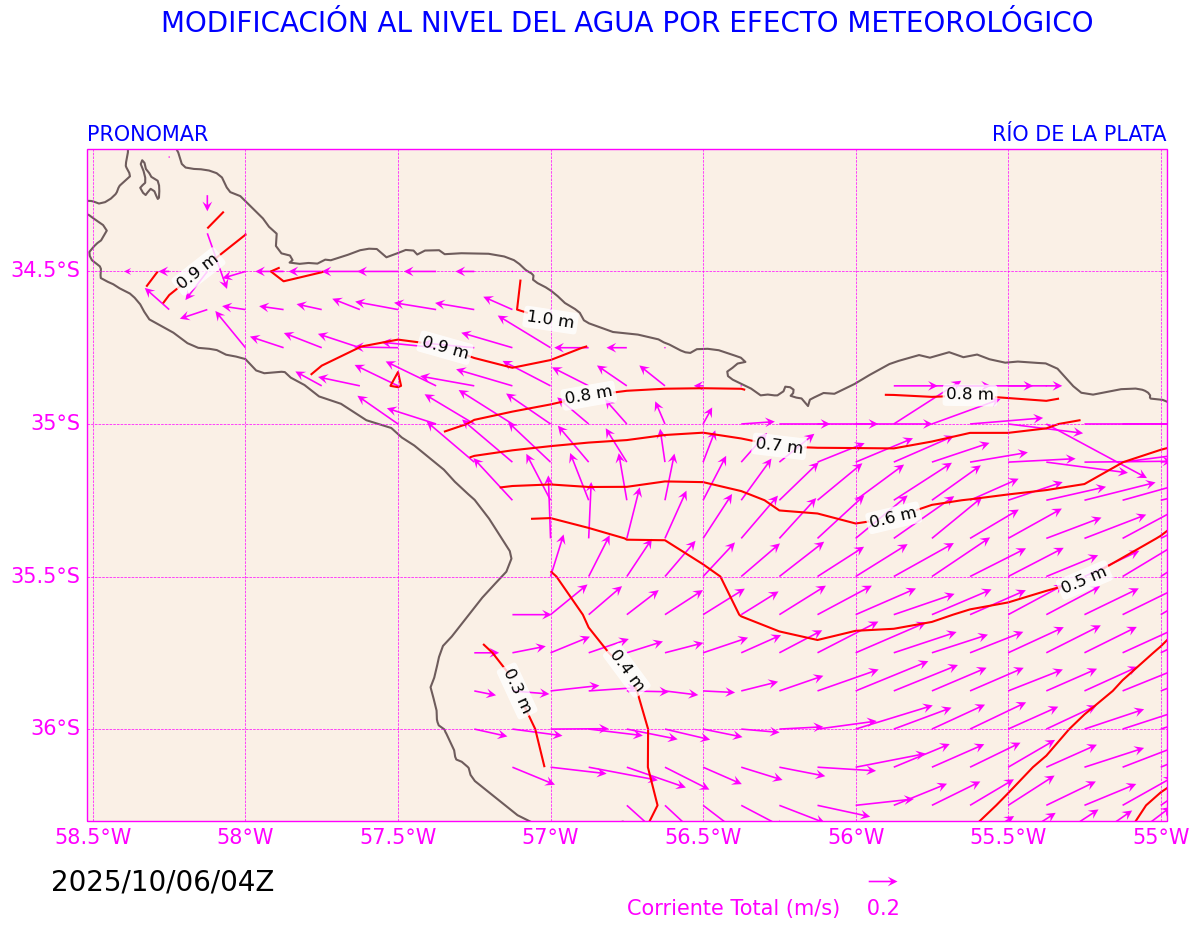 MODIFICACIÓN AL NIVEL DEL AGUA POR EFECTO METEOROLÓGICO
PRONOMAR RÍO DE LA PLATA
0.9 m
34.5°S
1.0 m
0.9 m
0.8 m
0.8 m
35°S
0.7 m
0.6 m
35.5°S
0.5 m
0.4 m
0.3 m
36°S
58.5°W 58°W 57.5°W 57°W 56.5°W 56°W 55.5°W 55°W
2025/10/06/04Z
Corriente Total (m/s) 0.2